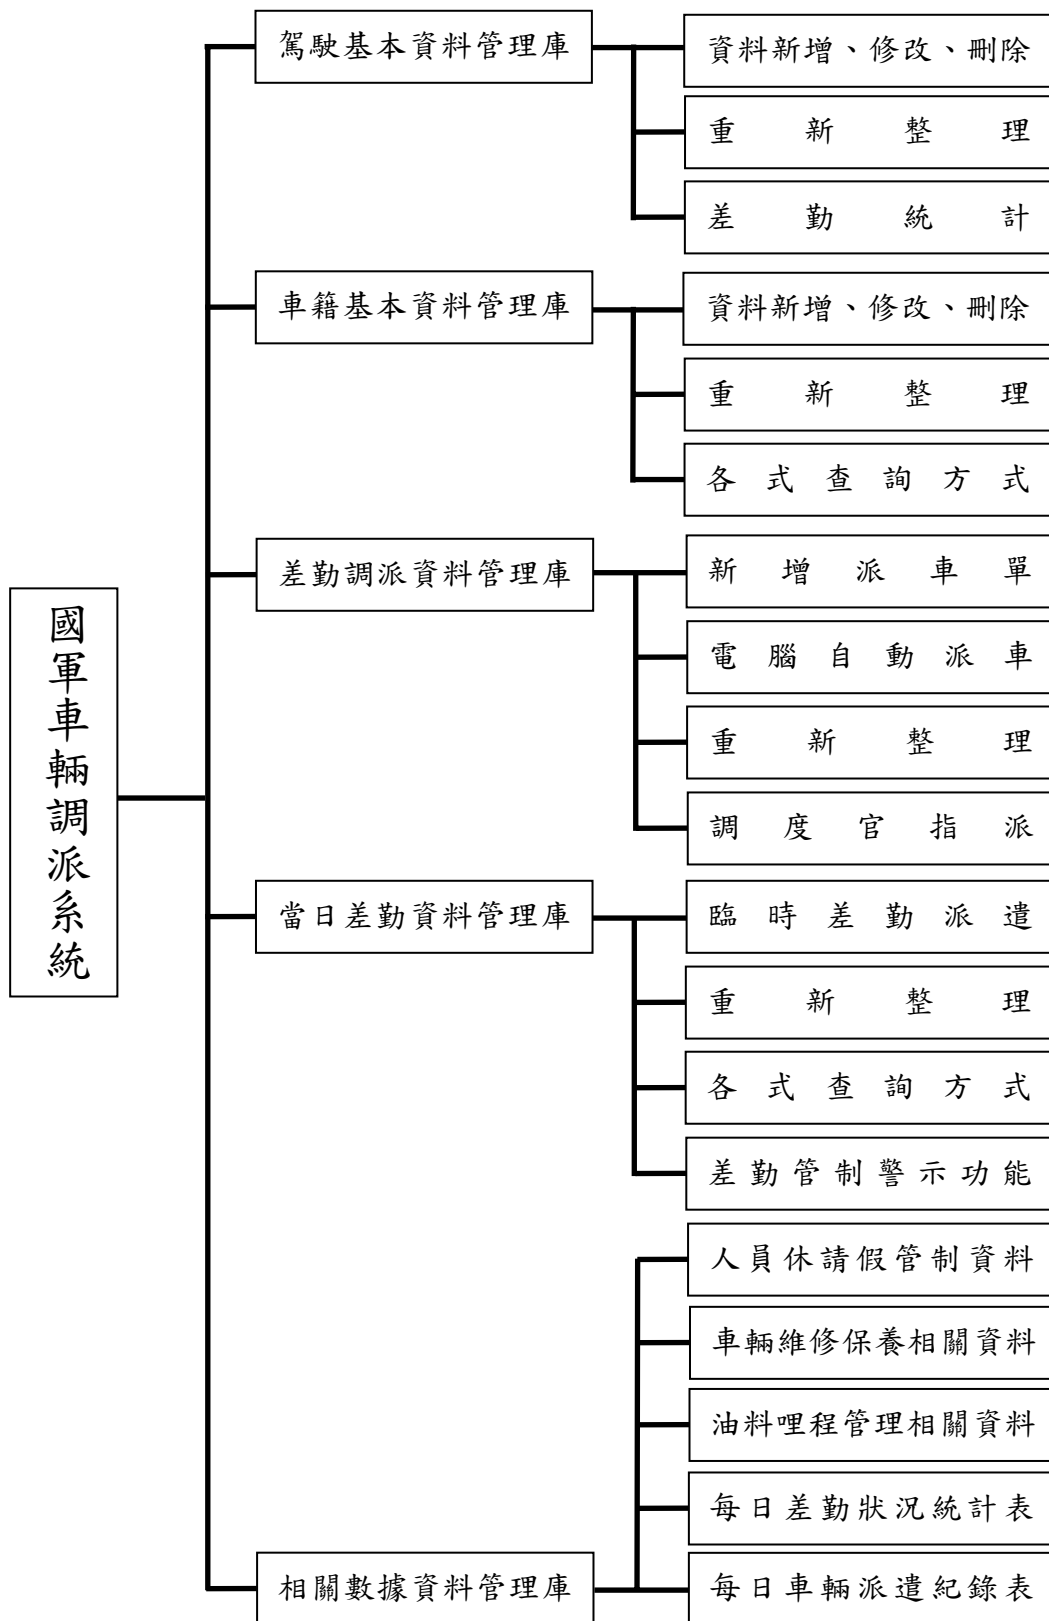 國軍車輛調派系統
駕駛基本資料管理庫
資料新增、修改、刪除
重新整理
差勤統計
車籍基本資料管理庫
資料新增、修改、刪除
重新整理
各式查詢方式
差勤調派資料管理庫
新增派車單
電腦自動派車
重新整理
調度官指派
當日差勤資料管理庫
臨時差勤派遣
重新整理
各式查詢方式
差勤管制警示功能
相關數據資料管理庫
人員休請假管制資料
車輛維修保養相關資料
油料哩程管理相關資料
每日差勤狀況統計表
每日車輛派遣紀錄表